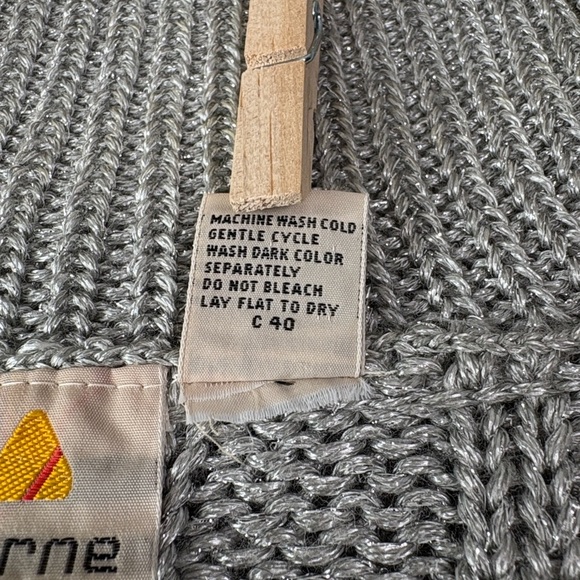 MACHINE WASH COLD
GENTLE CYCLE
WASH DARK COLOR
SEPARATELY
DO NOT BLEACH
LAY FLAT TO DRY
C 40
rne